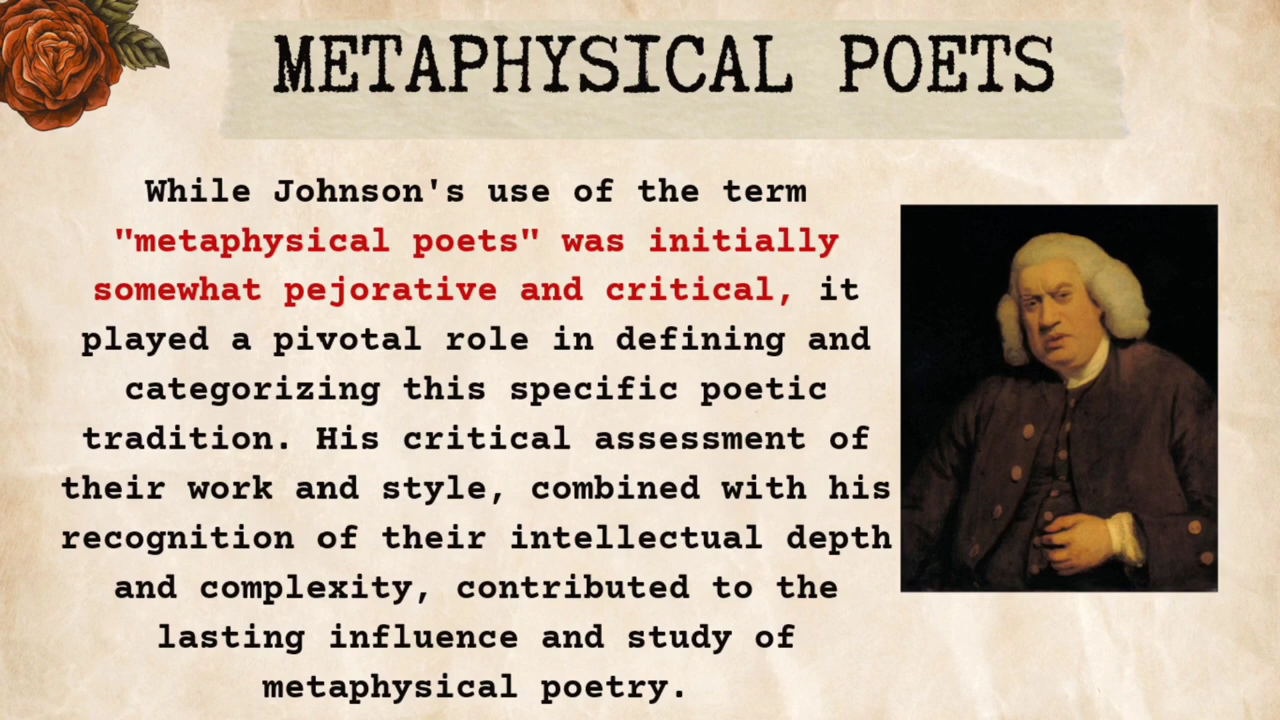 METAPHYSICAL POETS
While Johnson's use of the term
"metaphysical poets" was initially
somewhat pejorative and critical, it
played a pivotal role in defining and
categorizing this specific poetic
tradition. His critical assessment of
their work and style, combined with his
recognition of their intellectual depth
and complexity, contributed to the
lasting influence and study of
metaphysical poetry.